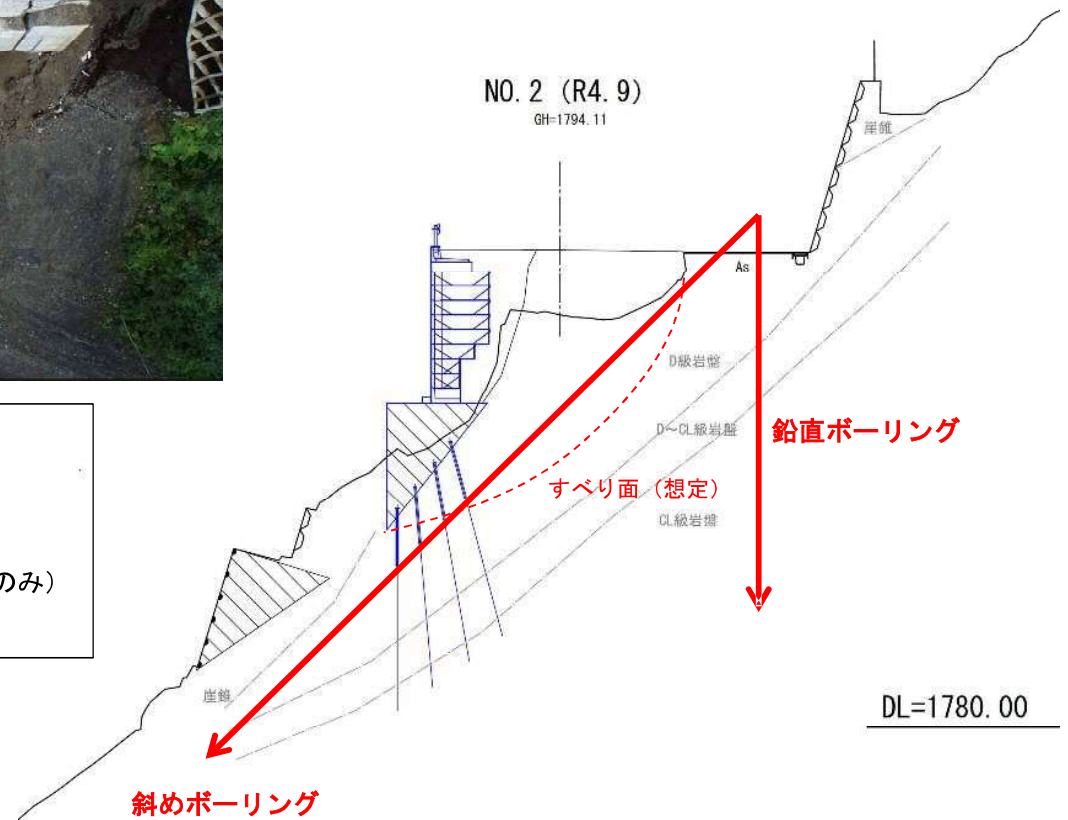 NO. 2 (R4. 9)
GH=1794.11
崖錐
As
D級岩盤
D～CL級岩盤
鉛直ボーリング
すべり面（想定）
CL級岩盤
のみ）
崖錐
DL=1780. 00
斜めボーリング